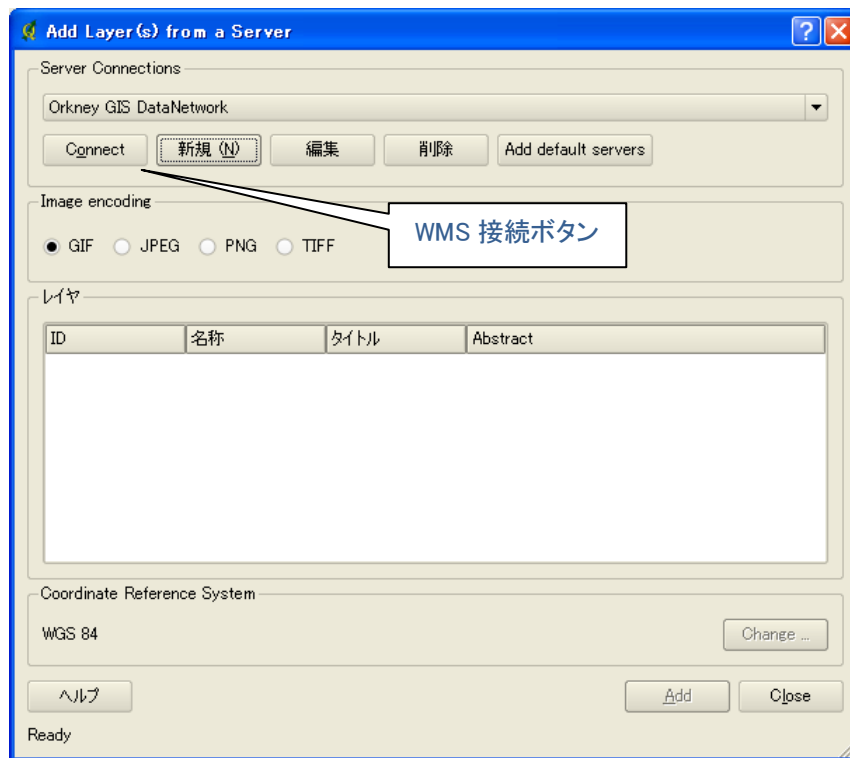 Add Layer(s) from a Server
Server Connections
Orkney GIS DataNetwork
Connect 新規 (N) 編集 削除 Add default servers
Image encoding
WMS 接続ボタン
GIF JPEG PNG TIFF
レイヤ
ID 名称 タイトル Abstract
Coordinate Reference System
WGS 84 Change ...
ヘルプ Add Close
Ready